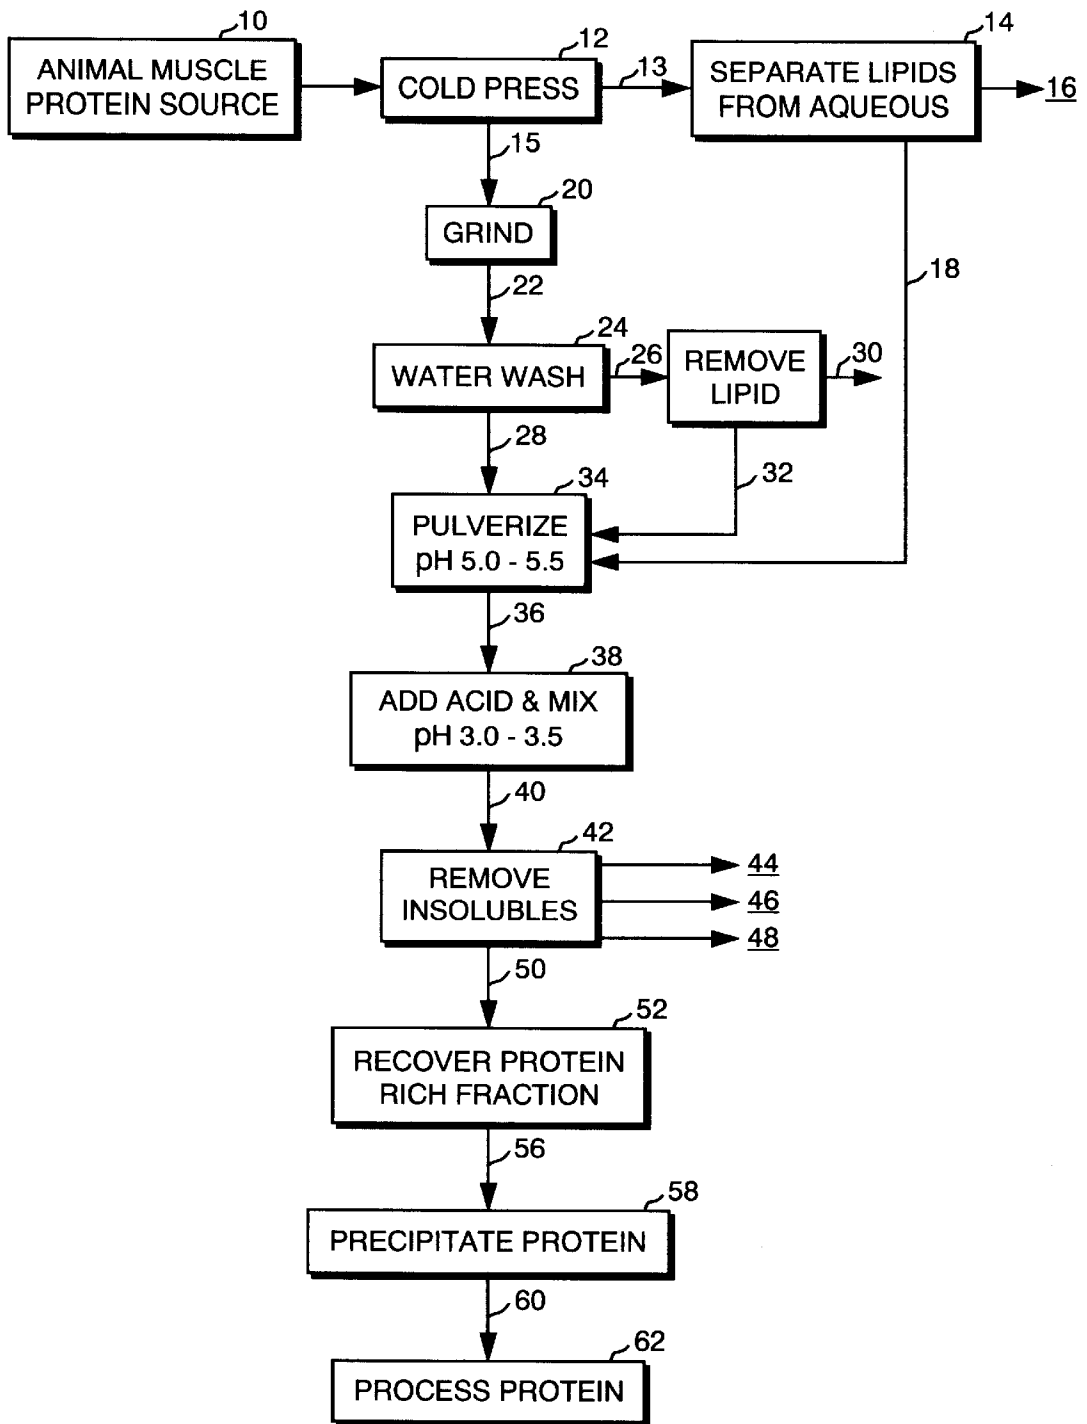 10
ANIMAL MUSCLE
PROTEIN SOURCE
12
COLD PRESS
13
14
SEPARATE LIPIDS
FROM AQUEOUS
16
15
18
20
GRIND
22
24
WATER WASH
26
REMOVE
LIPID
30
28
32
34
PULVERIZE
pH 5.0 - 5.5
36
38
ADD ACID & MIX
pH 3.0 - 3.5
40
42
REMOVE
INSOLUBLES
44
46
48
50
52
RECOVER PROTEIN
RICH FRACTION
56
58
PRECIPITATE PROTEIN
60
62
PROCESS PROTEIN